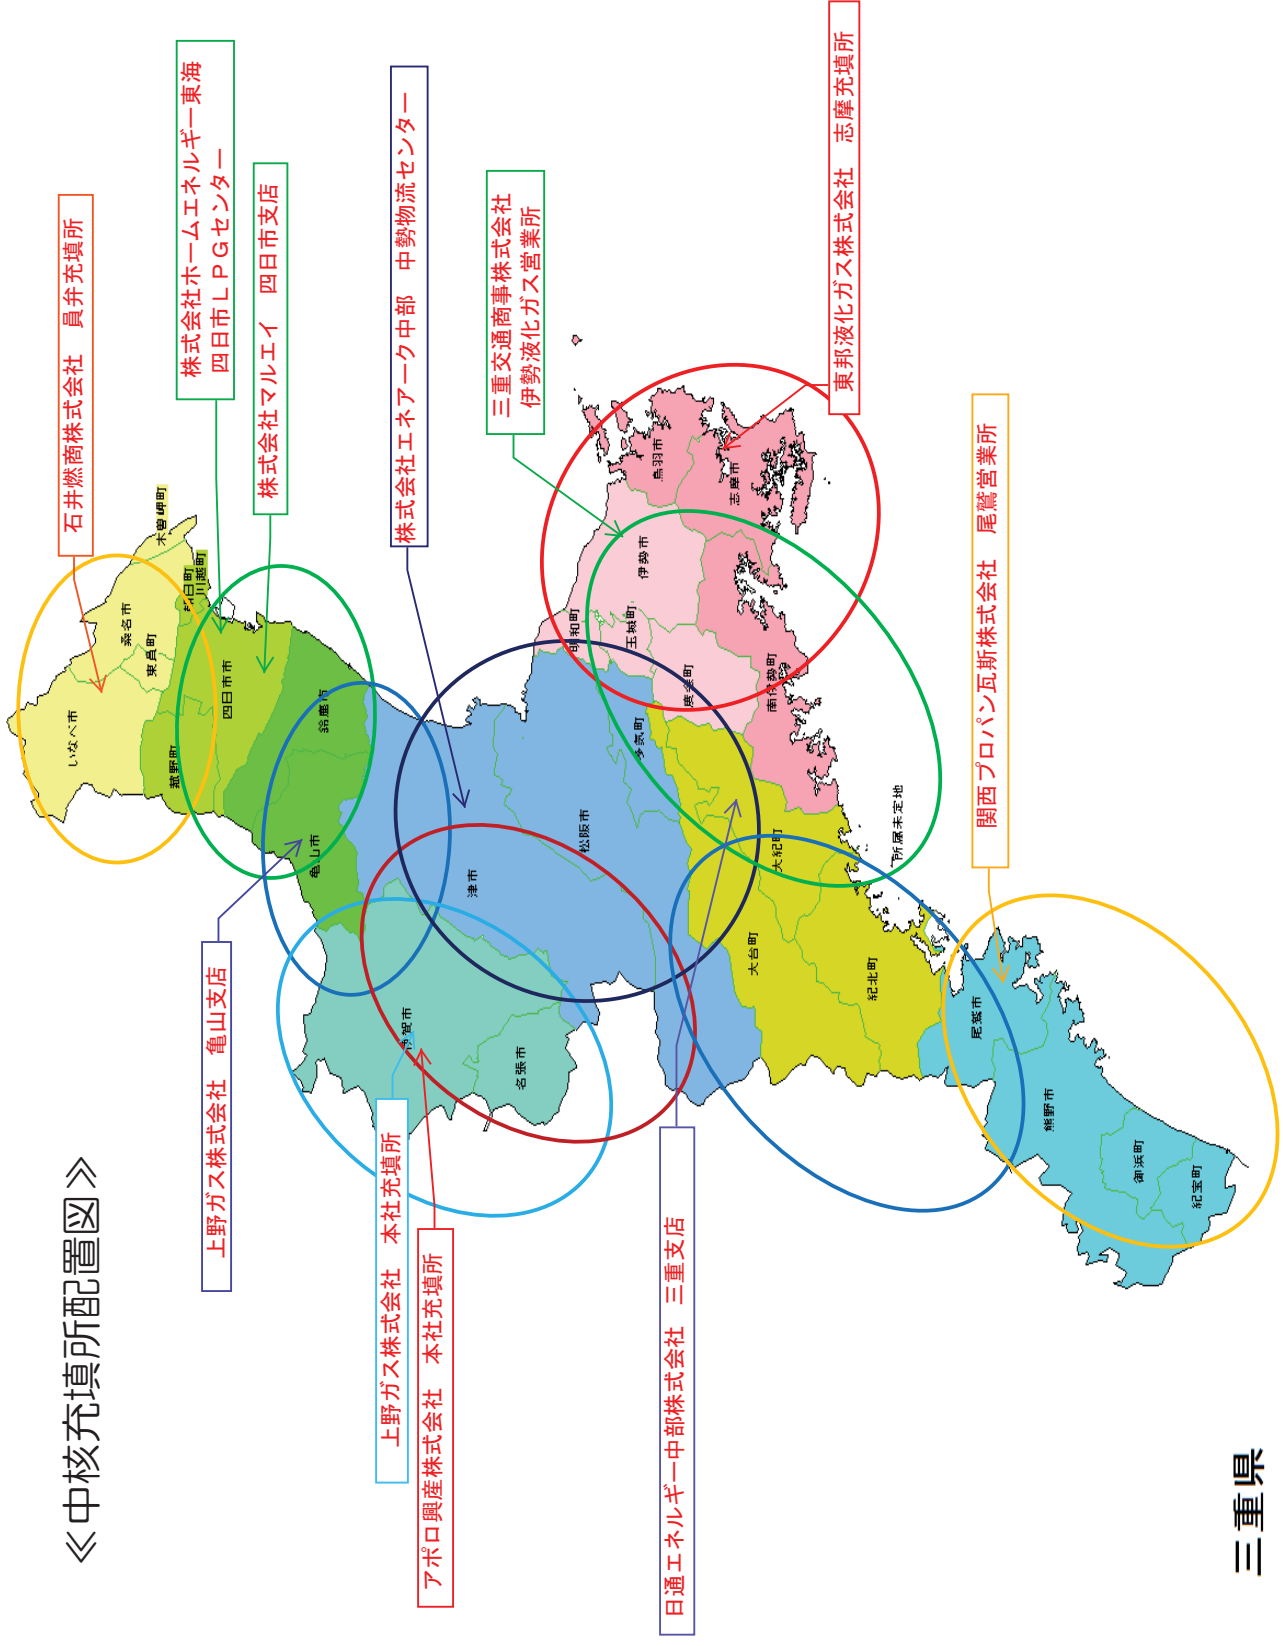 ≪中核充填所配置図≫
石井燃商株式会社　員弁充填所
株式会社ホームエネルギー東海
四日市ＬＰＧセンター
株式会社マルエイ　四日市支店
株式会社エネアーク中部　中勢物流センター
三重交通商事株式会社
伊勢液化ガス営業所
東邦液化ガス株式会社　志摩充填所
関西プロパン瓦斯株式会社　尾鷲営業所
上野ガス株式会社　亀山支店
上野ガス株式会社　本社充填所
アポロ興産株式会社　本社充填所
日通エネルギー中部株式会社　三重支店
いなべ市
桑名市
東員町
木曽岬町
朝日町
川越町
菰野町
四日市市
鈴鹿市
亀山市
津市
伊賀市
名張市
松阪市
多気町
明和町
玉城町
伊勢市
鳥羽市
志摩市
度会町
南伊勢町
大紀町
大台町
紀北町
所属未定地
尾鷲市
熊野市
御浜町
紀宝町
三重県